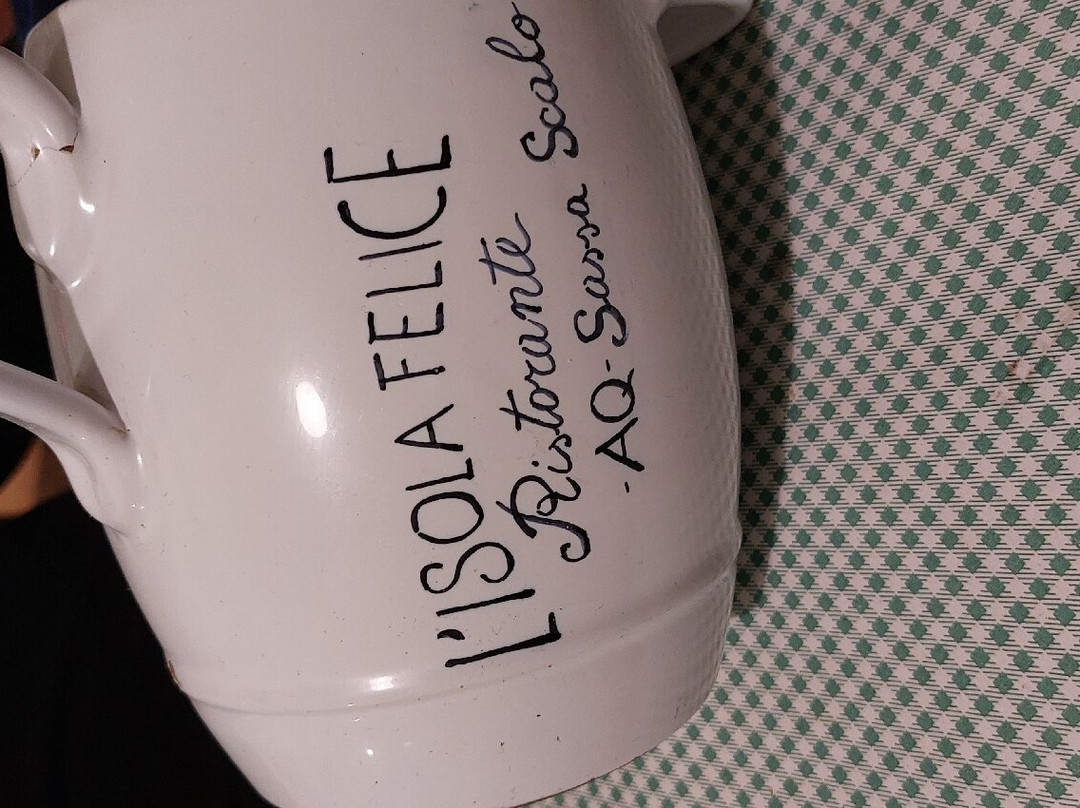 L'ISOLA FELICE
Ristorante
-AQ-Sassa Scalo